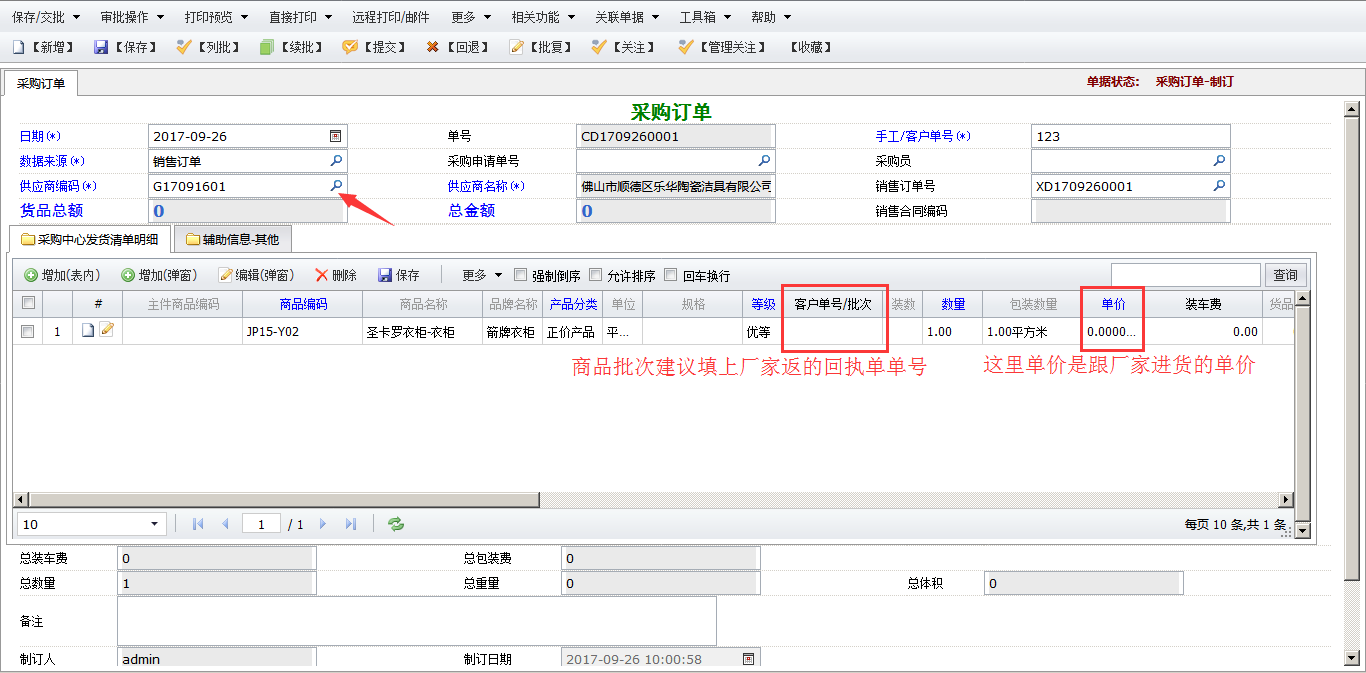 保存/交批 审批操作 打印预览 直接打印 远程打印/邮件 更多 相关功能 关联单据 工具箱 帮助
【新增】 【保存】 【列批】 【续批】 【提交】 【回退】 【批复】 【关注】 【管理关注】 【收藏】
采购订单 单据状态: 采购订单-制订
采购订单
日期(*) 2017-09-26 单号 CD1709260001 手工/客户单号(*) 123
数据来源(*) 销售订单 采购申请单号 采购员
供应商编码(*) G17091601 供应商名称(*) 佛山市顺德区乐华陶瓷洁具有限公司 销售订单号 XD1709260001
货品总额 0 总金额 0 销售合同编码
采购中心发货清单明细 辅助信息-其他
增加(表内) 增加(弹窗) 编辑(弹窗) 删除 保存 更多 强制倒序 允许排序 回车换行 查询
# 主件商品编码 商品编码 商品名称 品牌名称 产品分类 单位 规格 等级 客户单号/批次 装数 数量 包装数量 单价 装车费 货品
1 JP15-Y02 圣卡罗衣柜-衣柜 箭牌衣柜 正价产品 平... 优等 1.00 1.00平方米 0.0000... 0.00
商品批次建议填上厂家返的回执单单号 这里单价是跟厂家进货的单价
10 1 / 1 每页 10 条,共 1 条
总装车费 0 总包装费 0
总数量 1 总重量 0 总体积 0
备注
制订人 admin 制订日期 2017-09-26 10:00:58